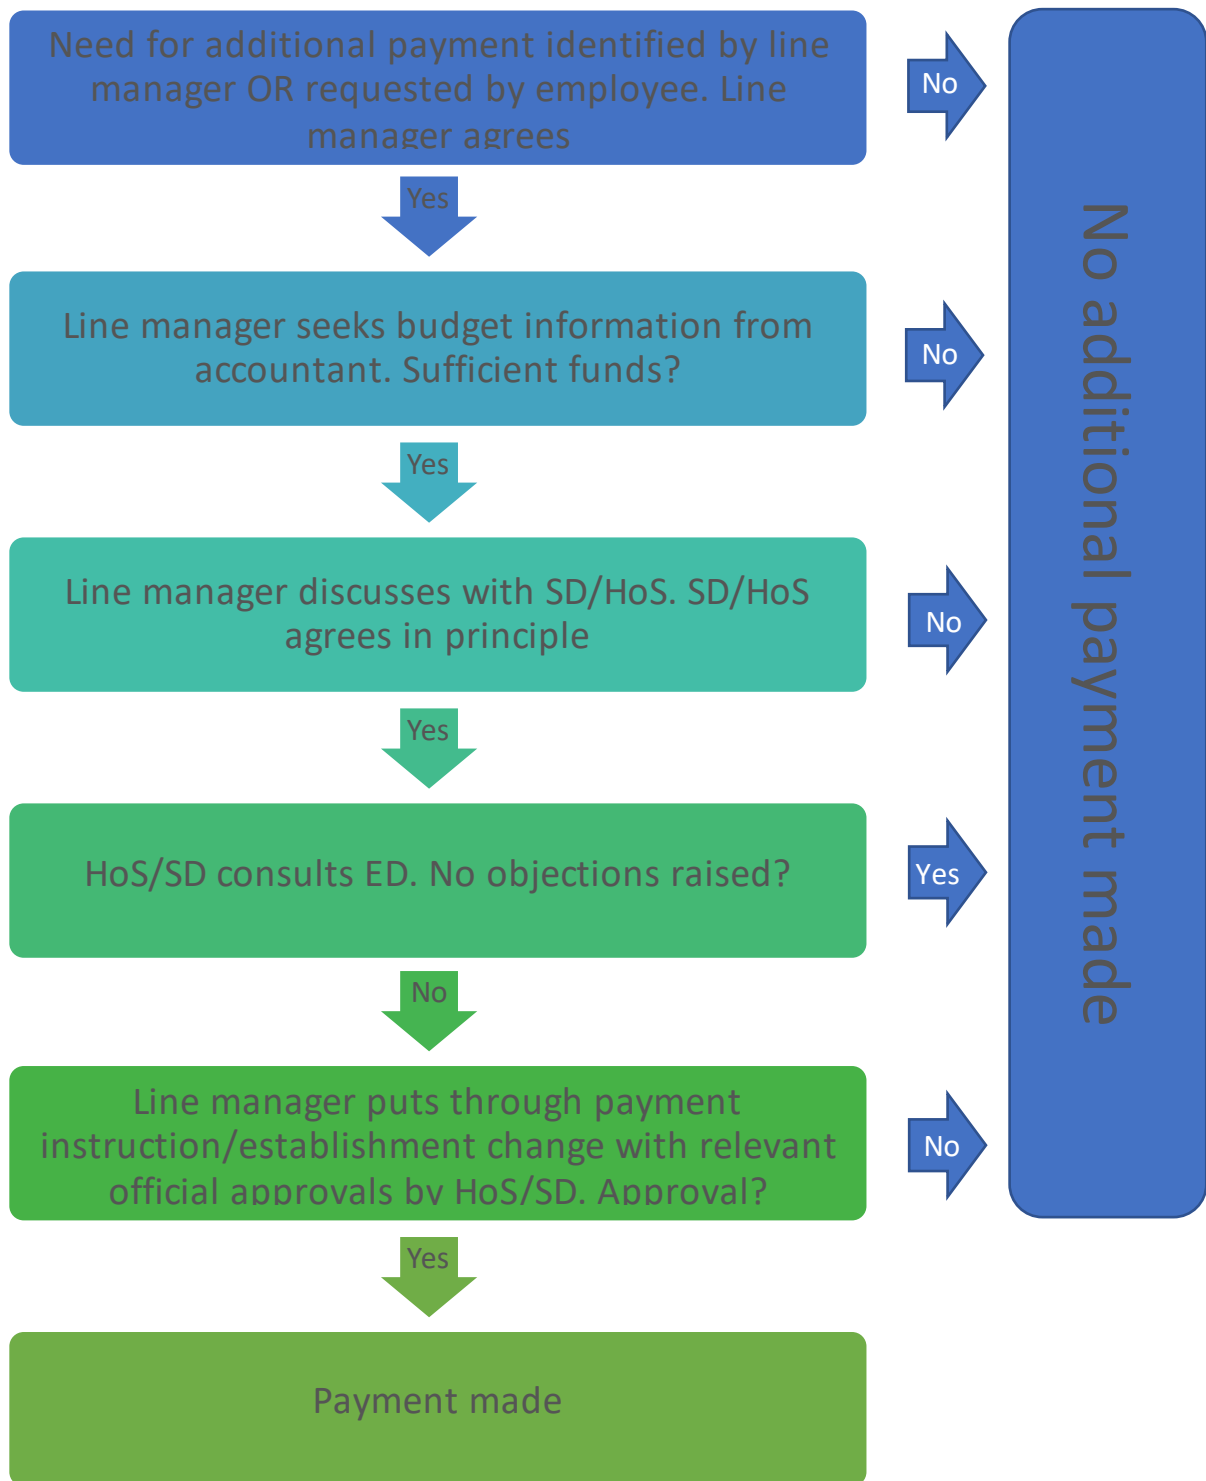 Need for additional payment identified by line
manager OR requested by employee. Line
manager agrees
No
Yes
Line manager seeks budget information from
accountant. Sufficient funds?
No
Yes
Line manager discusses with SD/HoS. SD/HoS
agrees in principle
No
Yes
HoS/SD consults ED. No objections raised?
Yes
No
Line manager puts through payment
instruction/establishment change with relevant
official approvals by HoS/SD. Approval?
No
Yes
Payment made
No additional payment made